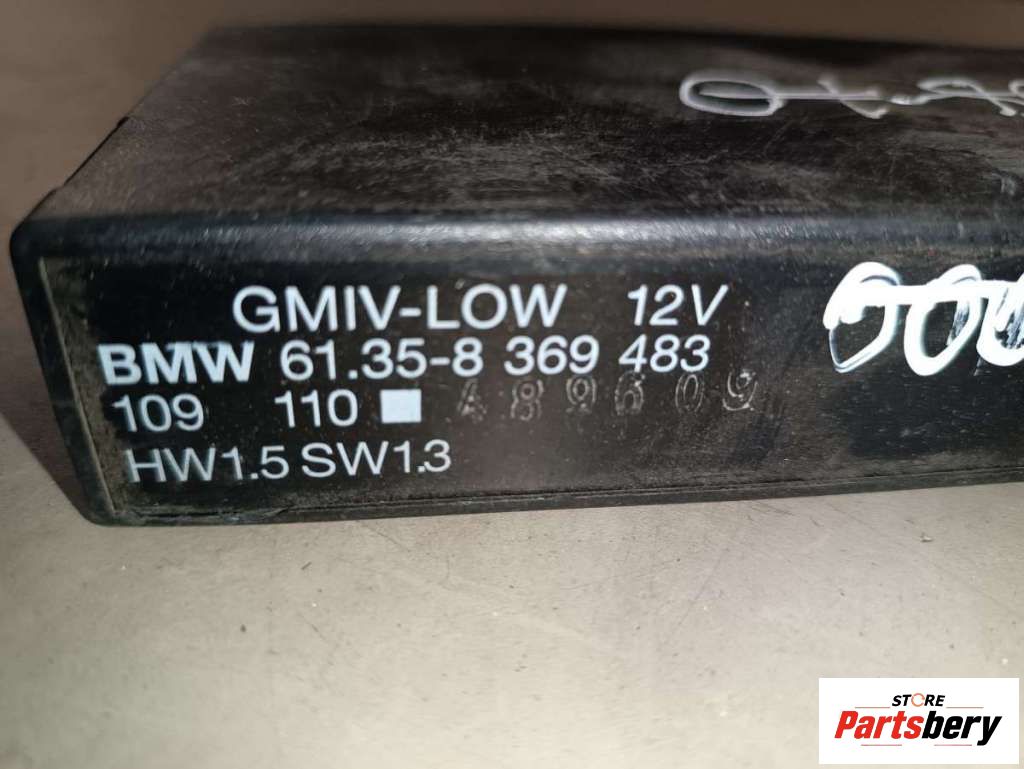 GMIV-LOW 12V
BMW 61.35-8 369 483
109 110 489609
HW1.5 SW1.3
STORE
Partsbery